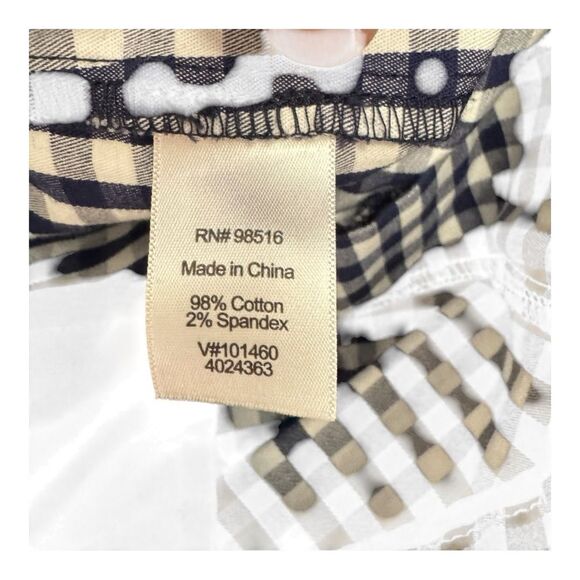 RN# 98516
Made in China
98% Cotton
2% Spandex
V#101460
4024363